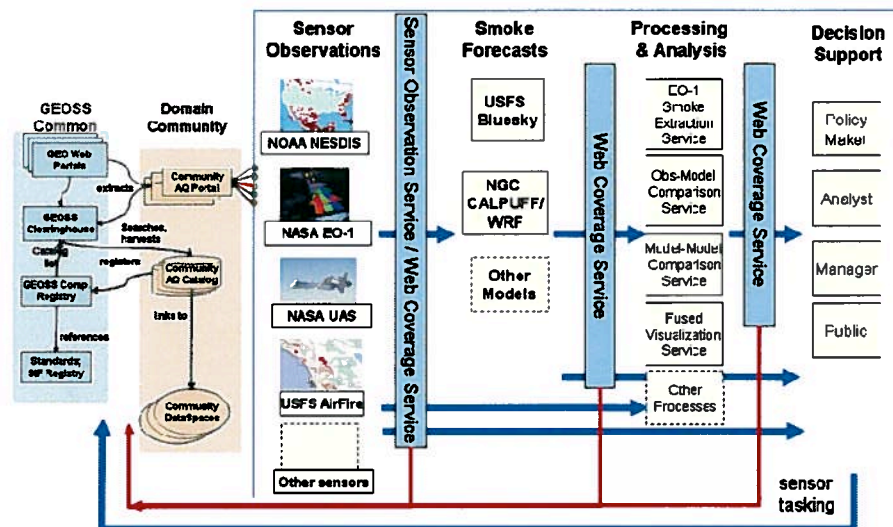 Sensor
Observations
Smoke
Forecasts
Processing
& Analysis
Decision
Support
GEOSS
Common
Domain
Community
GEO Web
Portals
extracts
Community
AQ Portal
GEOSS
Clearinghouse
Searches,
harvests
Catalog
list
registers
GEOSS Comp
Registry
Community
AQ Catalog
references
links to
Standards,
SIF Registry
Community
DataSpaces
NOAA NESDIS
NASA EO-1
NASA UAS
USFS AirFire
Other sensors
Sensor Observation Service / Web Coverage Service
USFS
Bluesky
NGC
CALPUFF/
WRF
Other
Models
Web Coverage Service
EO-1
Smoke
Extraction
Service
Obs-Model
Comparison
Service
Model-Model
Comparison
Service
Fused
Visualization
Service
Other
Processes
Web Coverage Service
Policy
Maker
Analyst
Manager
Public
sensor
tasking